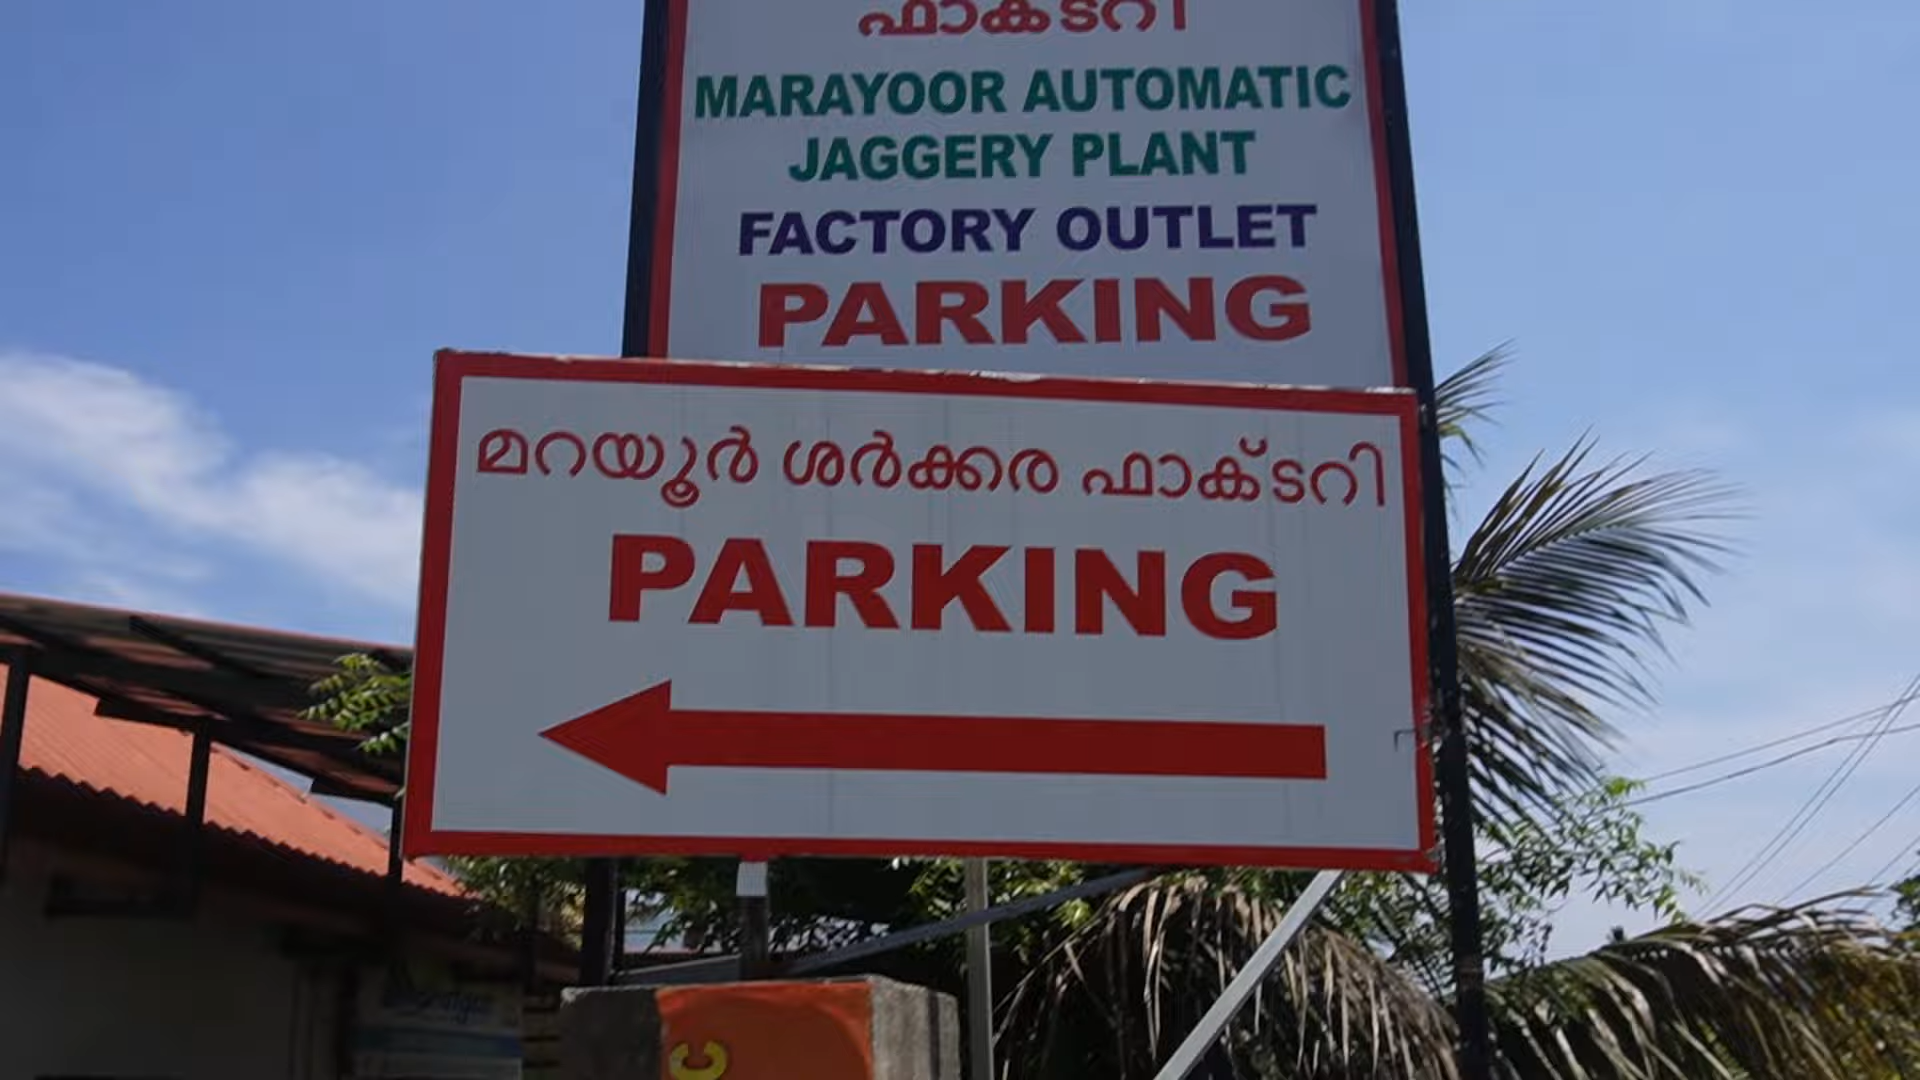 ഫാക്ടറി
MARAYOOR AUTOMATIC
JAGGERY PLANT
FACTORY OUTLET
PARKING
മറയൂർ ശർക്കര ഫാക്ടറി
PARKING